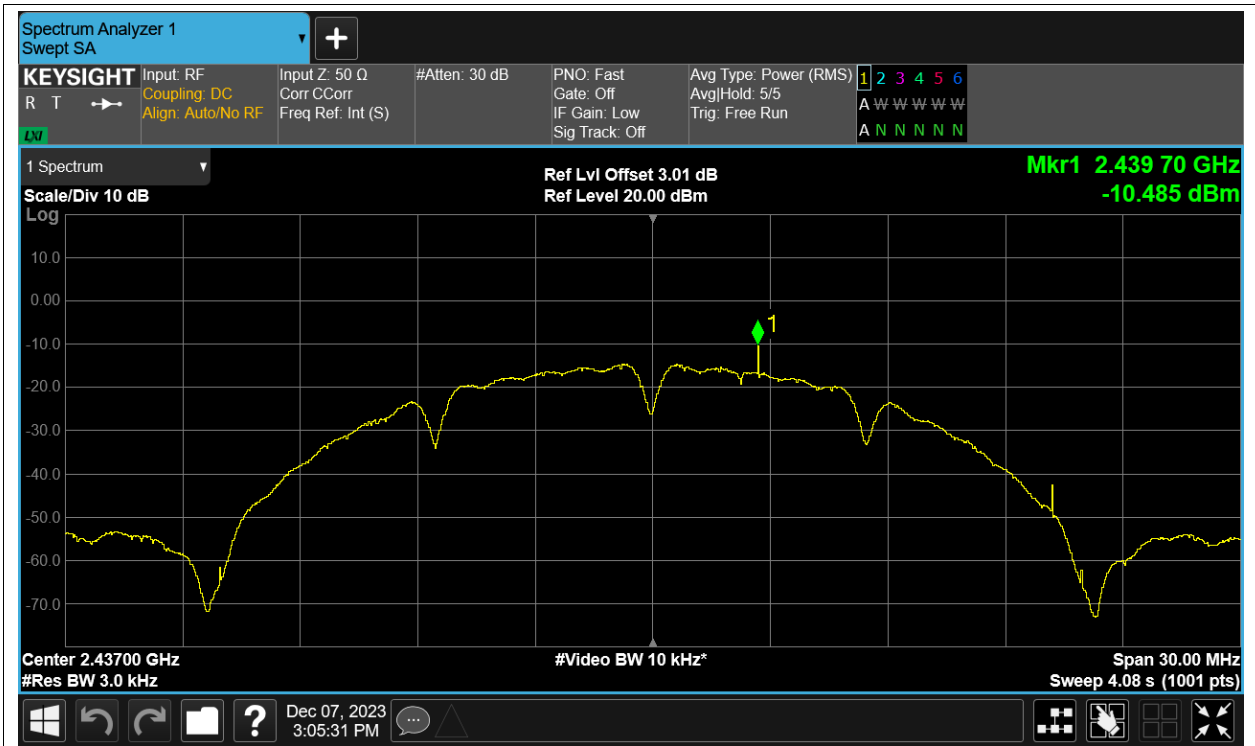 Spectrum Analyzer 1
Swept SA
KEYSIGHT
R T
LXI
Input: RF
Coupling: DC
Align: Auto/No RF
Input Z: 50 Ω
Corr CCorr
Freq Ref: Int (S)
#Atten: 30 dB
PNO: Fast
Gate: Off
IF Gain: Low
Sig Track: Off
Avg Type: Power (RMS)
Avg|Hold: 5/5
Trig: Free Run
1 2 3 4 5 6
A W W W W W
A N N N N N
1 Spectrum
Scale/Div 10 dB
Ref Lvl Offset 3.01 dB
Ref Level 20.00 dBm
Mkr1 2.439 70 GHz
-10.485 dBm
Log
10.0
0.00
-10.0
-20.0
-30.0
-40.0
-50.0
-60.0
-70.0
1
Center 2.43700 GHz
#Res BW 3.0 kHz
#Video BW 10 kHz*
Span 30.00 MHz
Sweep 4.08 s (1001 pts)
?
Dec 07, 2023
3:05:31 PM